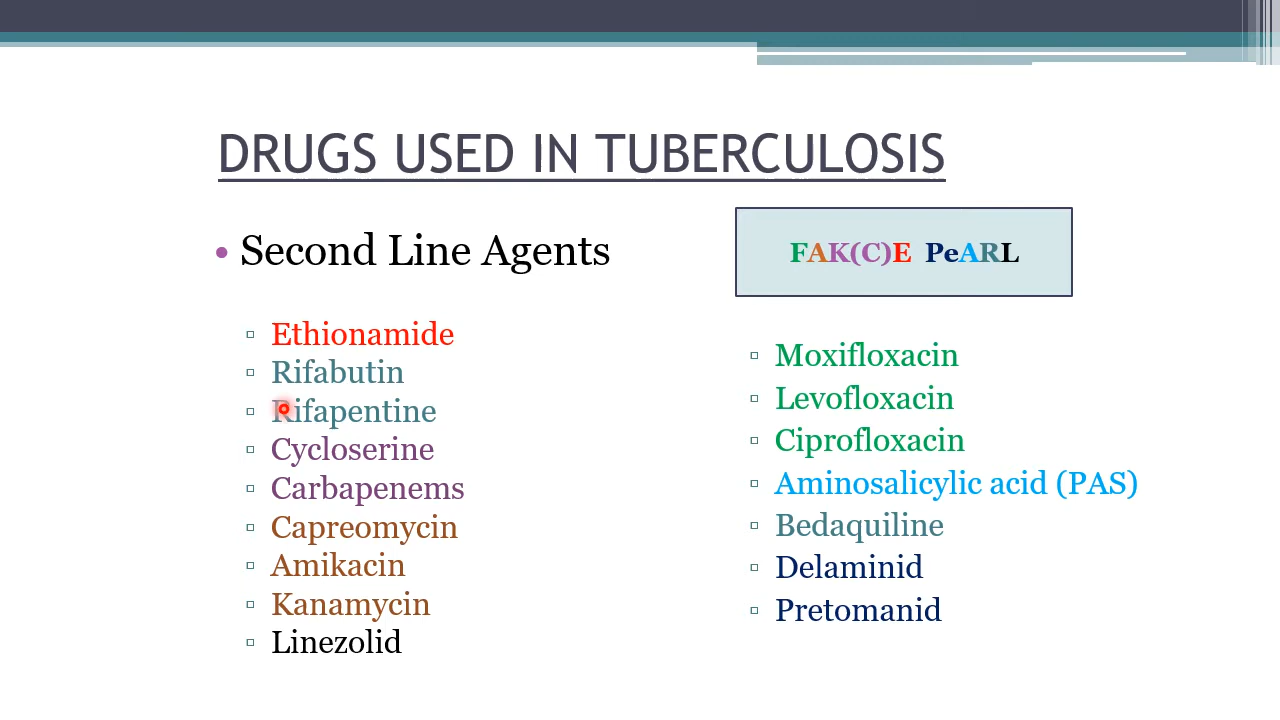 DRUGS USED IN TUBERCULOSIS
• Second Line Agents
▫ Ethionamide
▫ Rifabutin
▫ Rifapentine
▫ Cycloserine
▫ Carbapenems
▫ Capreomycin
▫ Amikacin
▫ Kanamycin
▫ Linezolid
FAK(C)E PeARL
▫ Moxifloxacin
▫ Levofloxacin
▫ Ciprofloxacin
▫ Aminosalicylic acid (PAS)
▫ Bedaquiline
▫ Delaminid
▫ Pretomanid